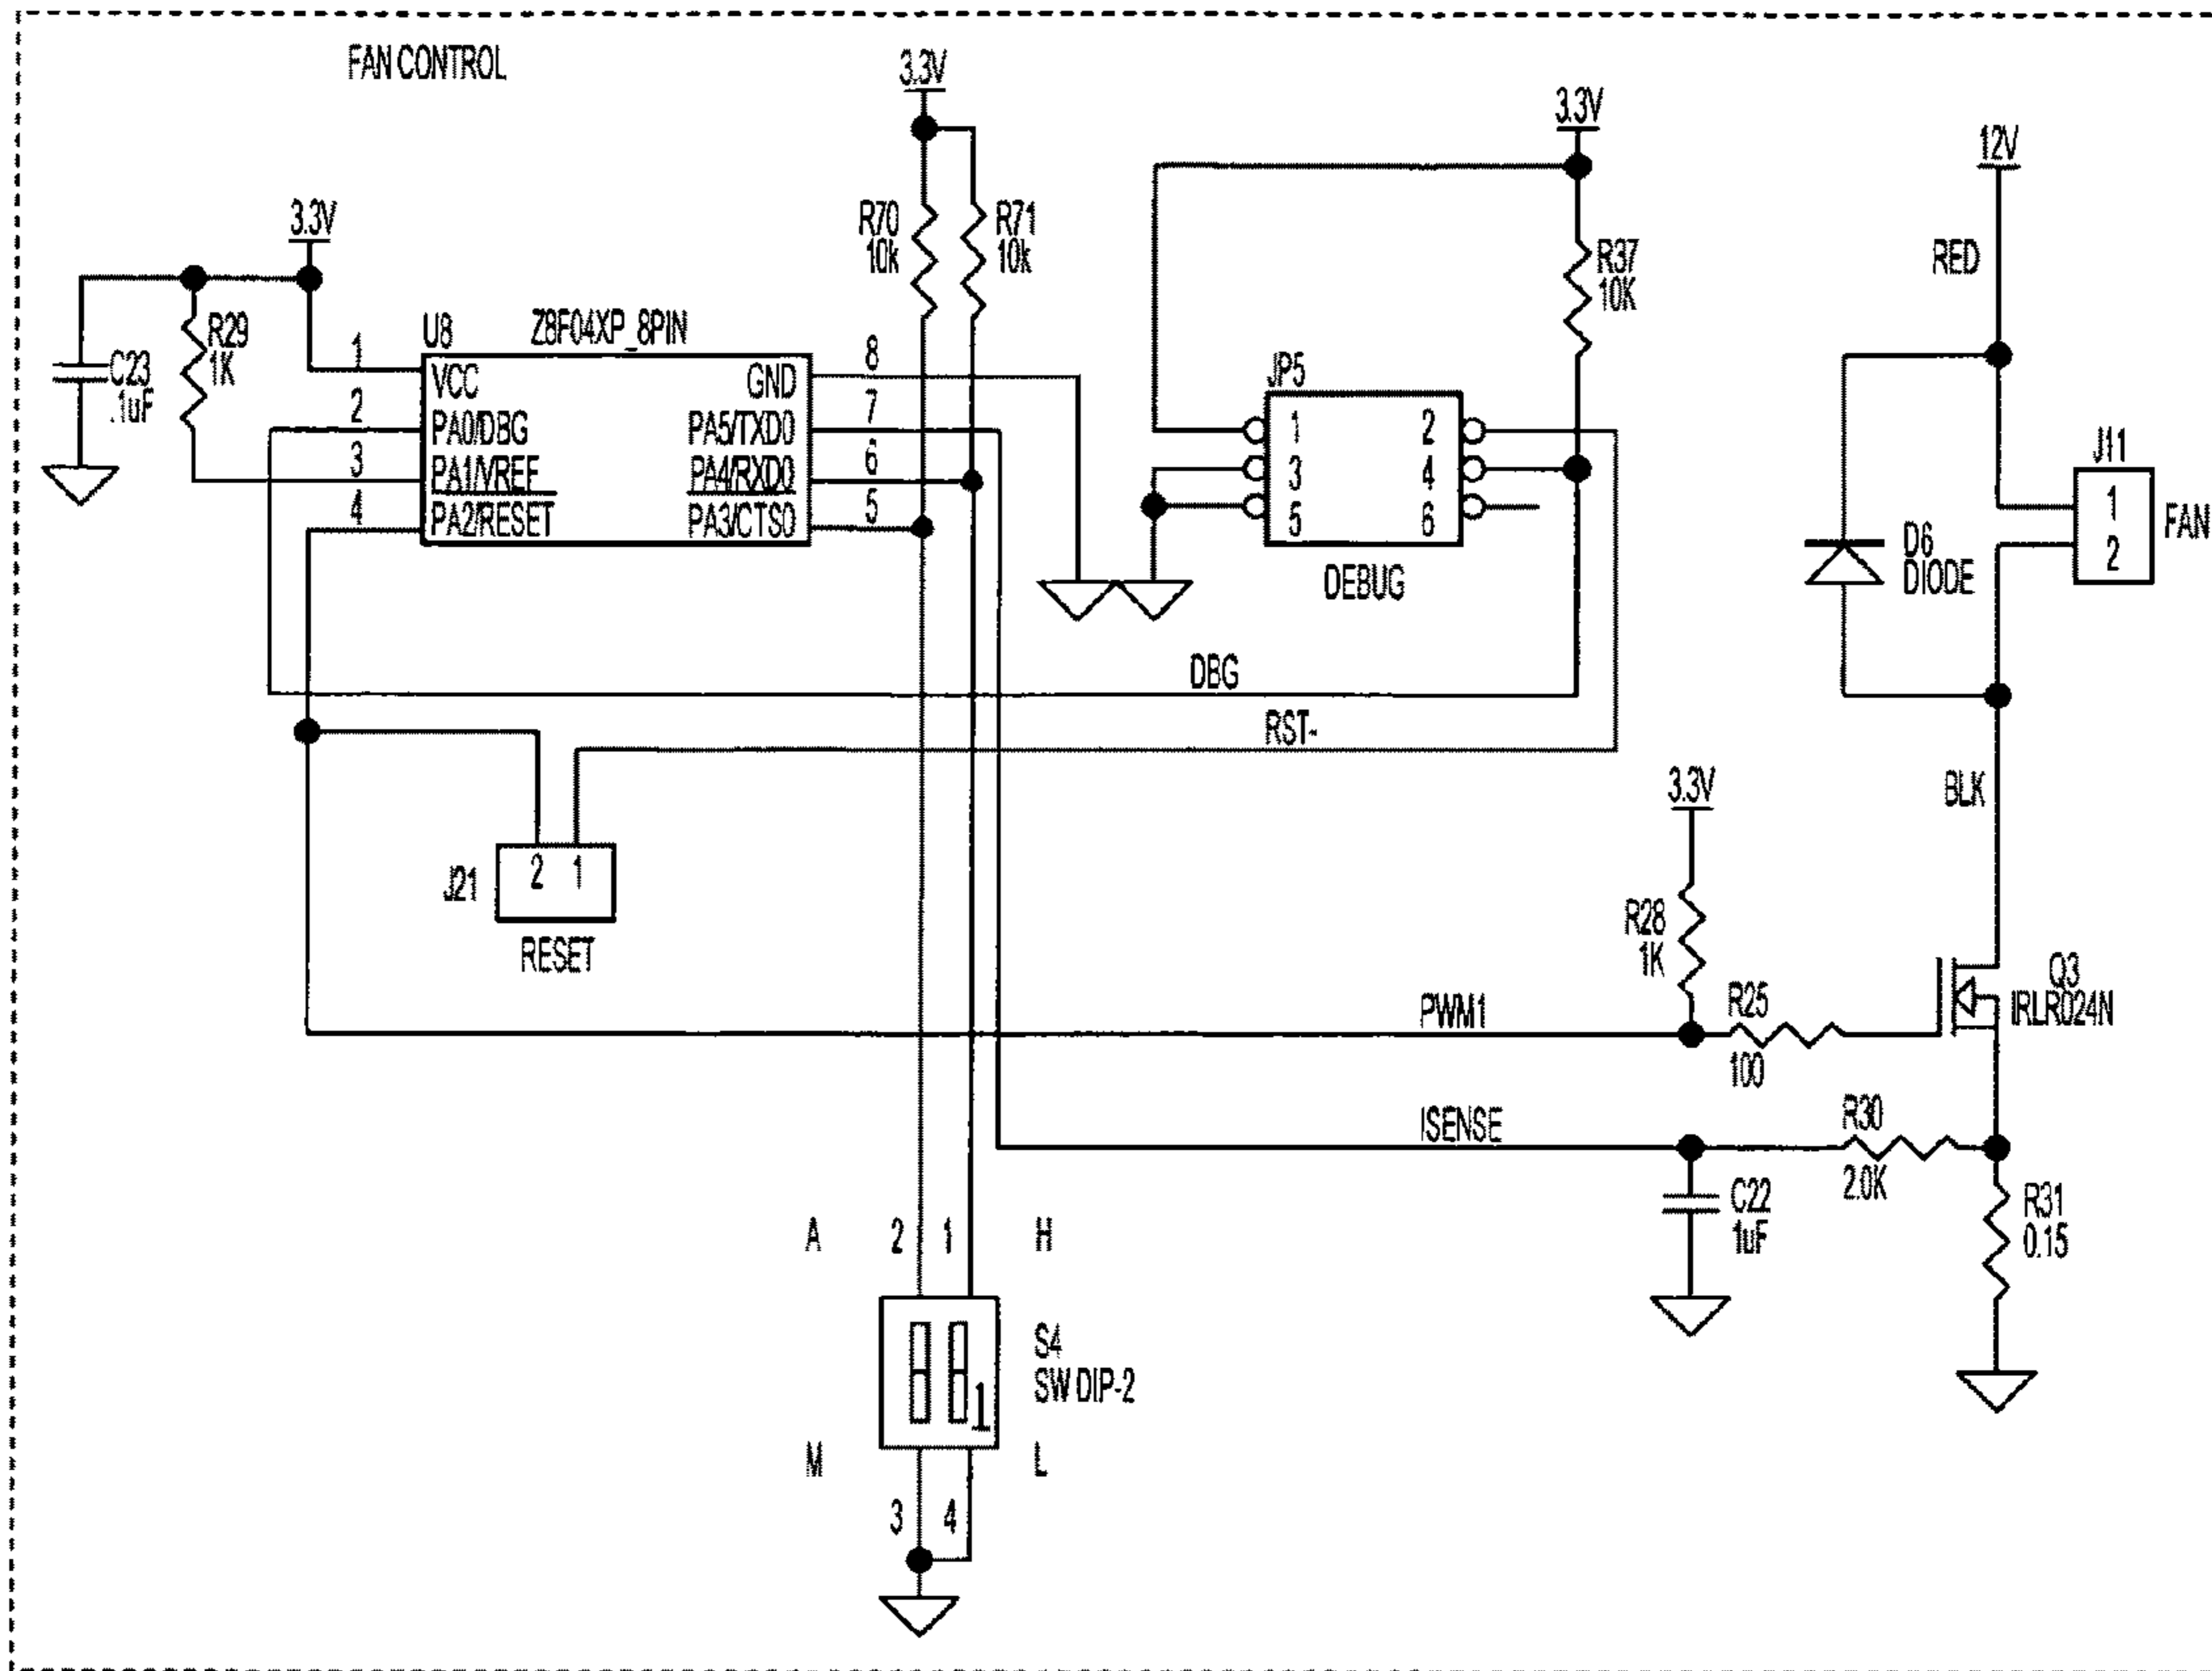 FAN CONTROL
3.3V
3.3V
12V
3.3V
R70
10k
R71
10k
R37
10K
RED
C23
.1uF
R29
1K
U8
Z8F04XP_8PIN
1
2
3
4
VCC
PA0/DBG
PA1/VREF
PA2/RESET
GND
PA5/TXD0
PA4/RXD0
PA3/CTS0
8
7
6
5
JP5
1
3
5
2
4
6
DEBUG
J11
1
2
FAN
D6
DIODE
DBG
RST-
3.3V
BLK
J21
2 1
RESET
R28
1K
PWM1
R25
100
Q3
IRLR024N
ISENSE
R30
2.0K
C22
1uF
R31
0.15
A 2 1 H
S4
SW DIP-2
1
M L
3 4